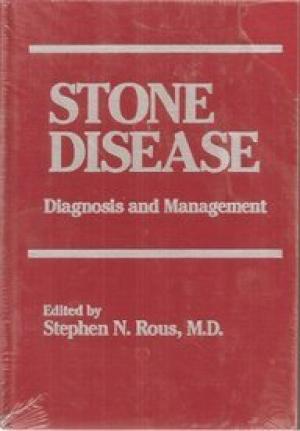 STONE
DISEASE
Diagnosis and Management
Edited by
Stephen N. Rous, M.D.